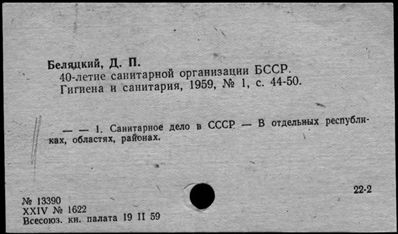 Беляцкий, Д. П.
40-летие санитарной организации БССР.
Гигиена и санитария, 1959, № 1, с. 44-50.
— — 1. Санитарное дело в СССР — В отдельных республи-
ках, областях, районах.
22-2
№ 13390
XXIV № 1622
Всесоюз. кн. палата 19 II 59